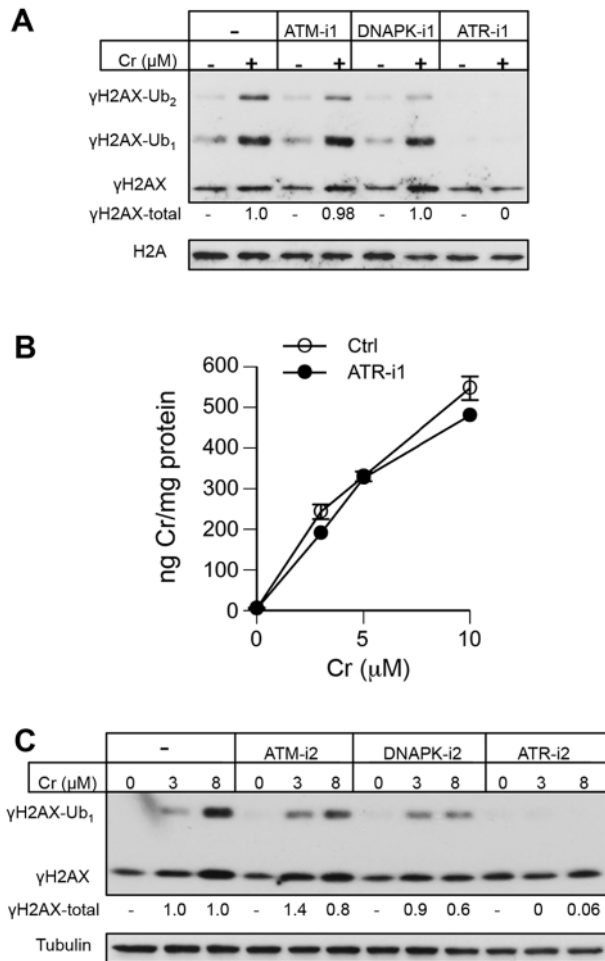 A
– ATM-i1 DNAPK-i1 ATR-i1
Cr (µM) - + - + - + - +
γH2AX-Ub₂
γH2AX-Ub₁
γH2AX
γH2AX-total - 1.0 - 0.98 - 1.0 - 0
H2A
B
Ctrl
ATR-i1
600
500
400
300
200
100
0
ng Cr/mg protein
0 5 10
Cr (µM)
C
– ATM-i2 DNAPK-i2 ATR-i2
Cr (µM) 0 3 8 0 3 8 0 3 8 0 3 8
γH2AX-Ub₁
γH2AX
γH2AX-total - 1.0 1.0 - 1.4 0.8 - 0.9 0.6 - 0 0.06
Tubulin